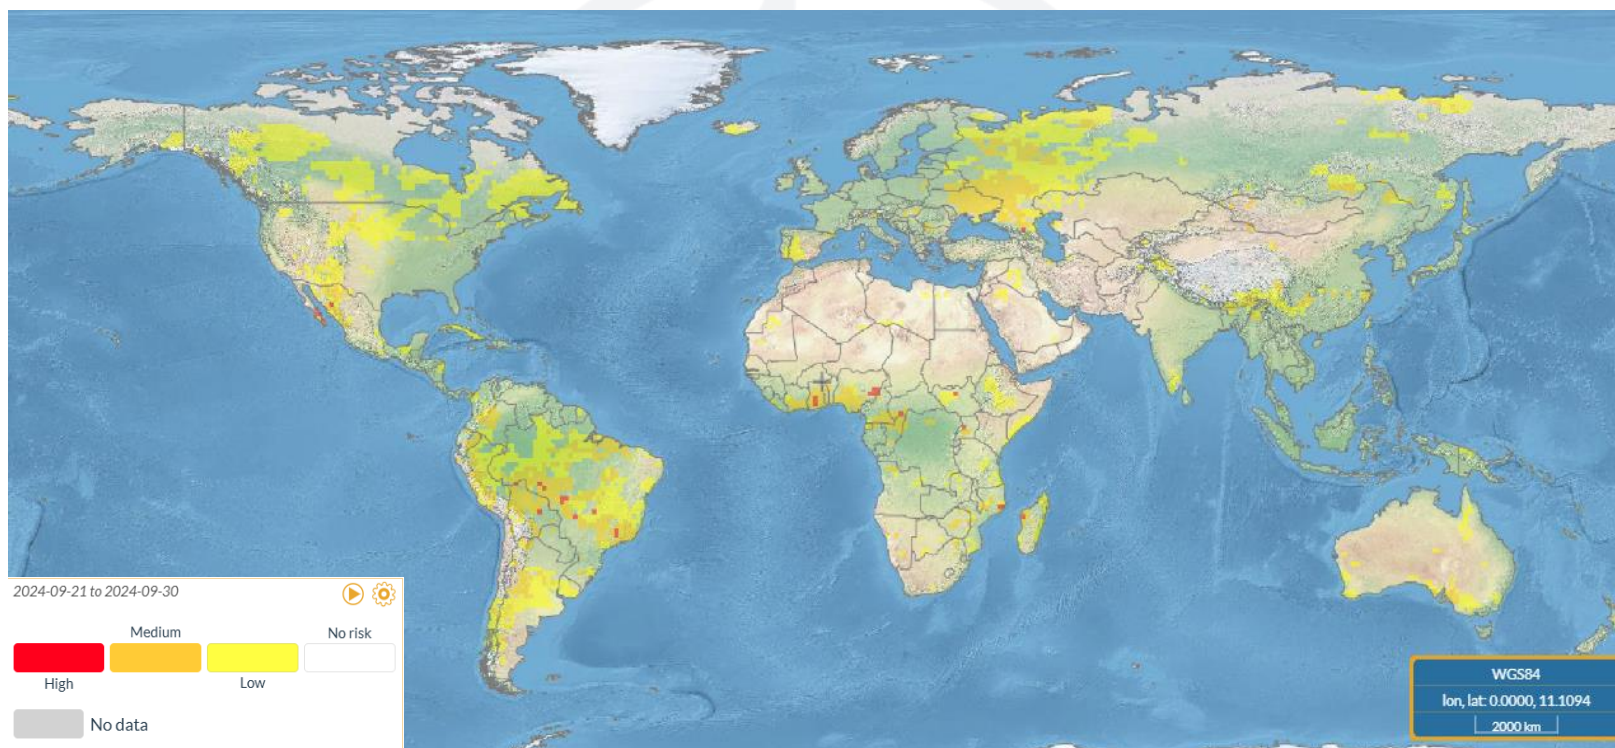 2024-09-21 to 2024-09-30
Medium
No risk
High
Low
No data
WGS84
lon, lat: 0.0000, 11.1094
2000 km